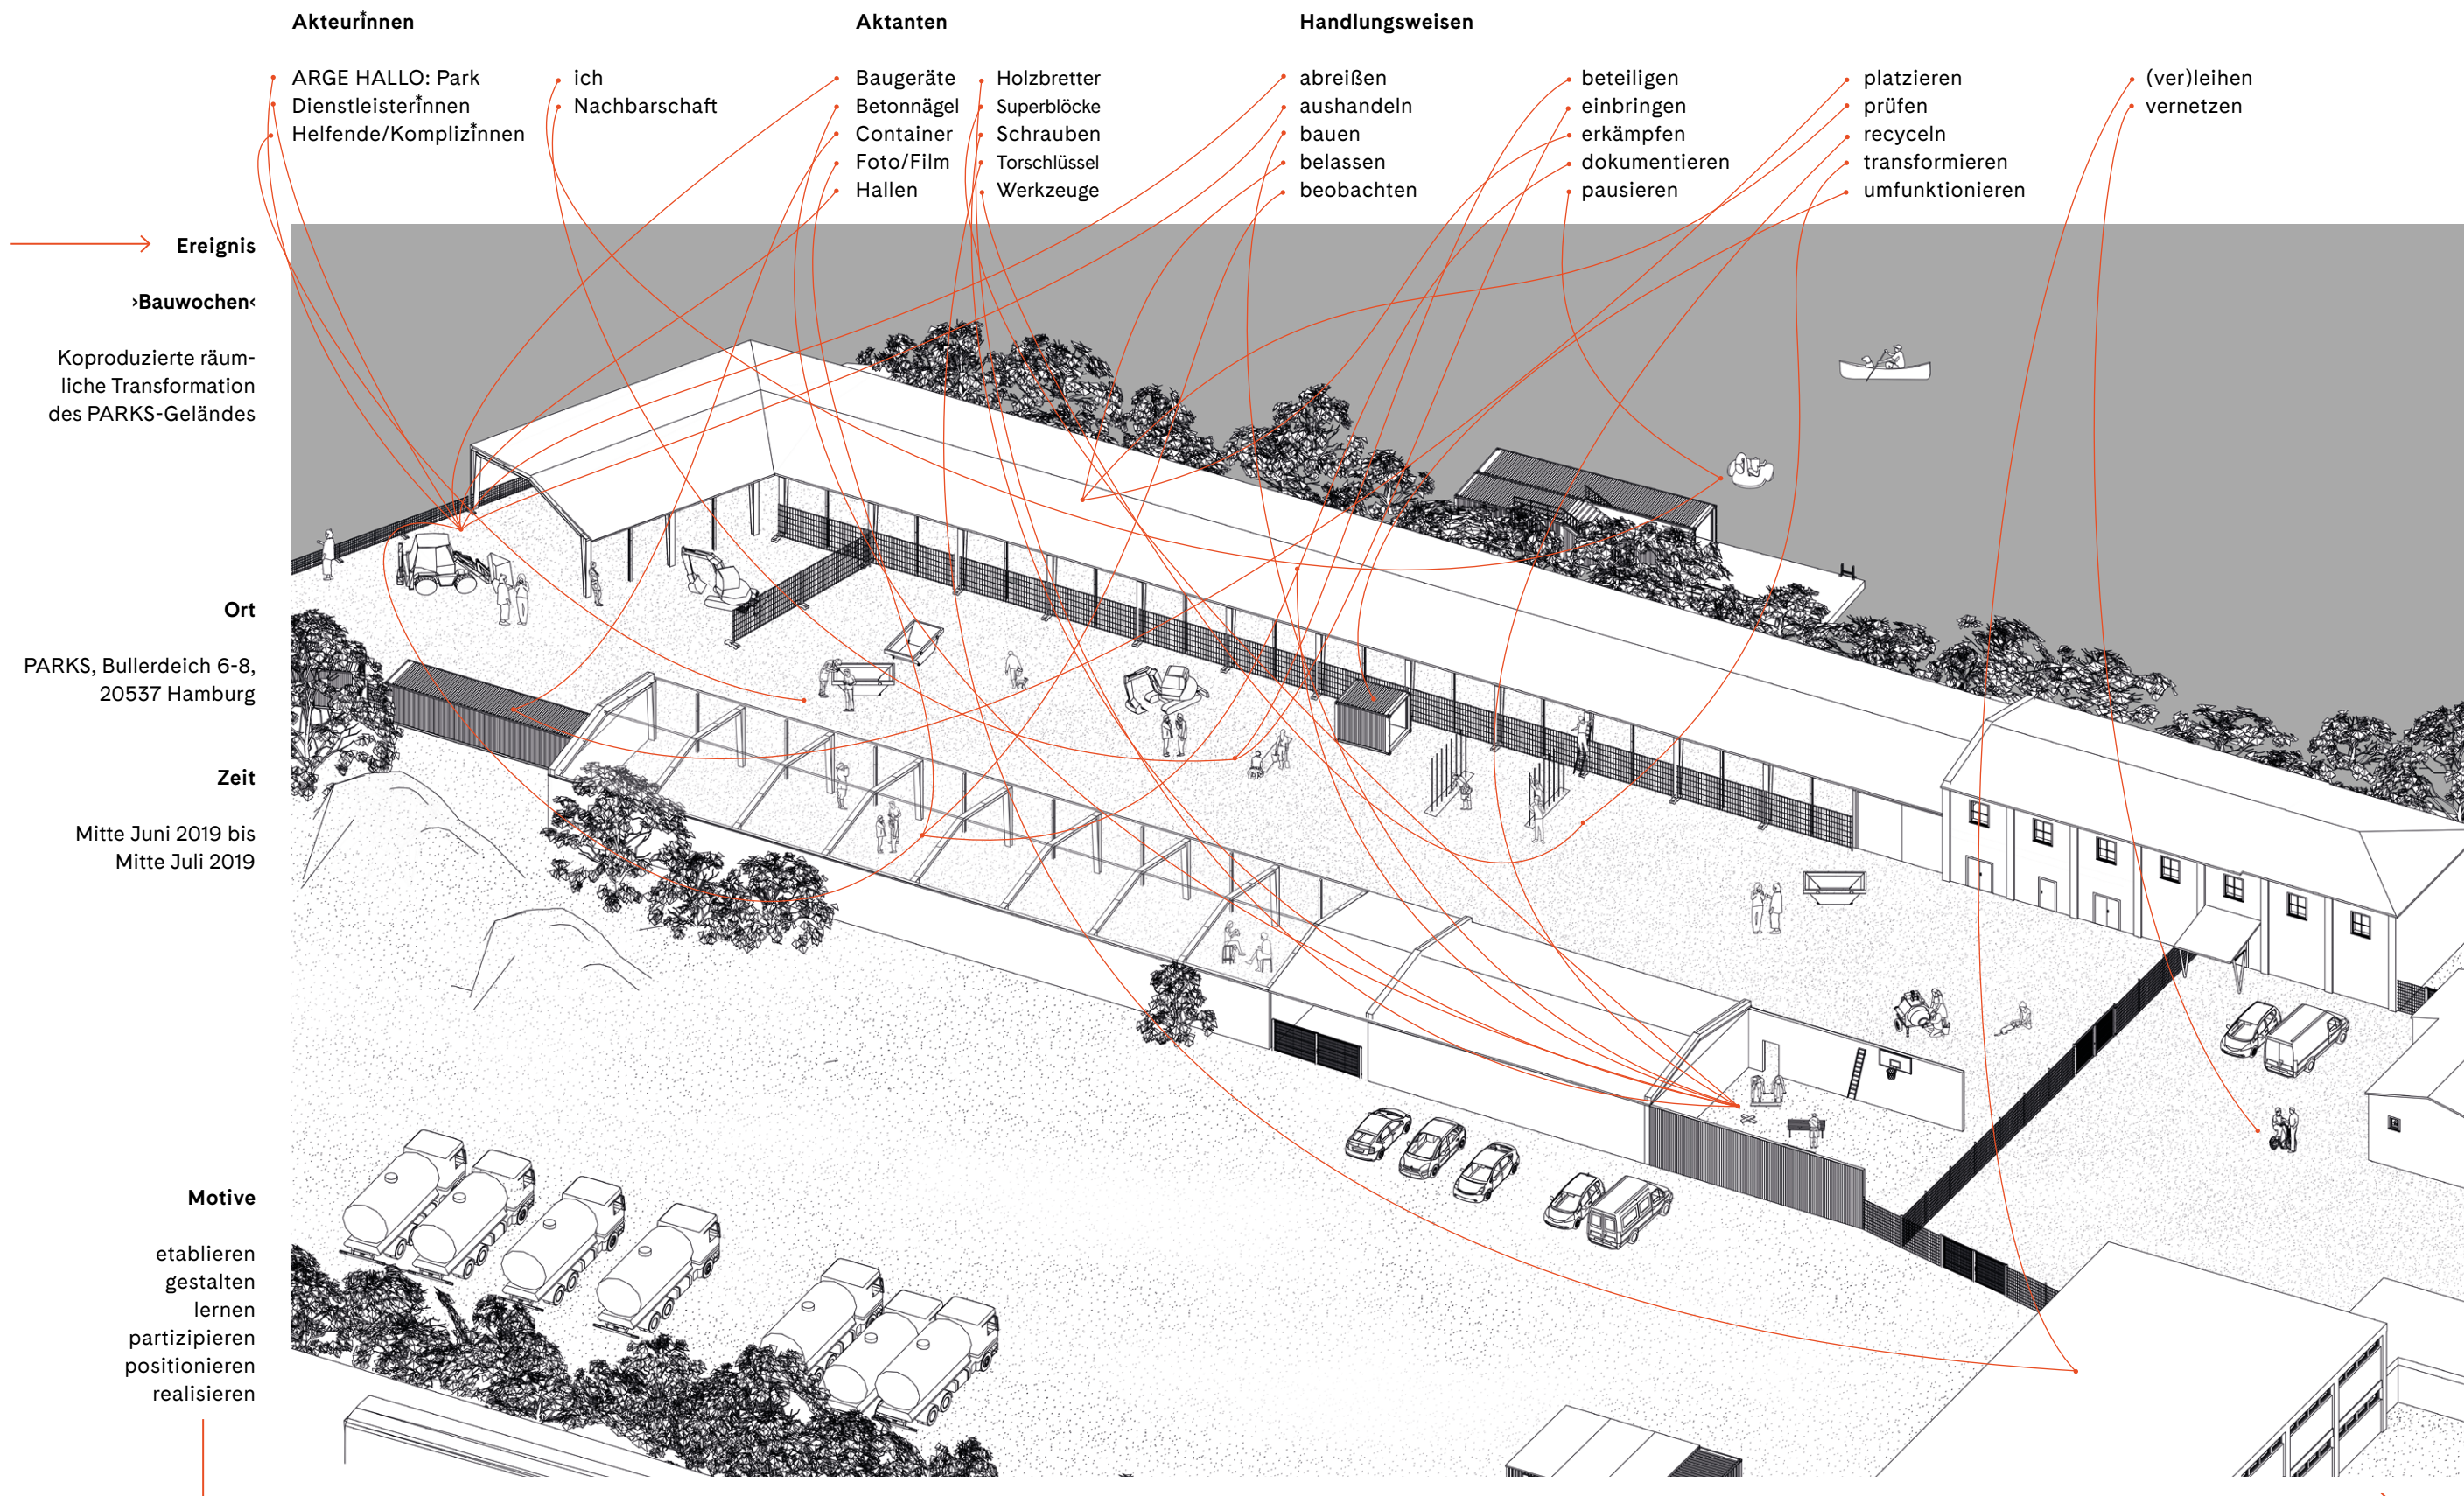 Akteur*innen
ARGE HALLO: Park
Dienstleister*innen
Helfende/Kompliz*innen
ich
Nachbarschaft
Aktanten
Baugeräte
Betonnägel
Container
Foto/Film
Hallen
Holzbretter
Superblöcke
Schrauben
Torschlüssel
Werkzeuge
Handlungsweisen
abreißen
aushandeln
bauen
belassen
beobachten
beteiligen
einbringen
erkämpfen
dokumentieren
pausieren
platzieren
prüfen
recyceln
transformieren
umfunktionieren
(ver)leihen
vernetzen
Ereignis
›Bauwochen‹
Koproduzierte räum-
liche Transformation
des PARKS-Geländes
Ort
PARKS, Bullerdeich 6-8,
20537 Hamburg
Zeit
Mitte Juni 2019 bis
Mitte Juli 2019
Motive
etablieren
gestalten
lernen
partizipieren
positionieren
realisieren